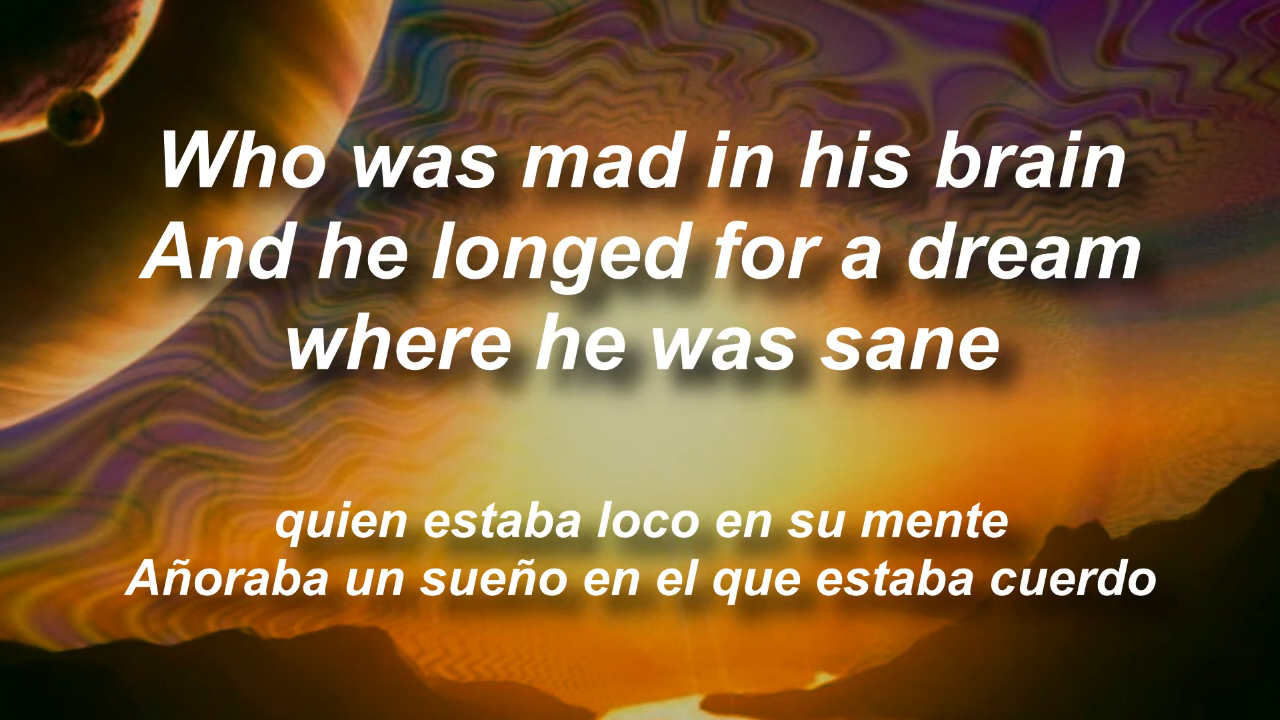 Who was mad in his brain
And he longed for a dream
where he was sane
quien estaba loco en su mente
Añoraba un sueño en el que estaba cuerdo